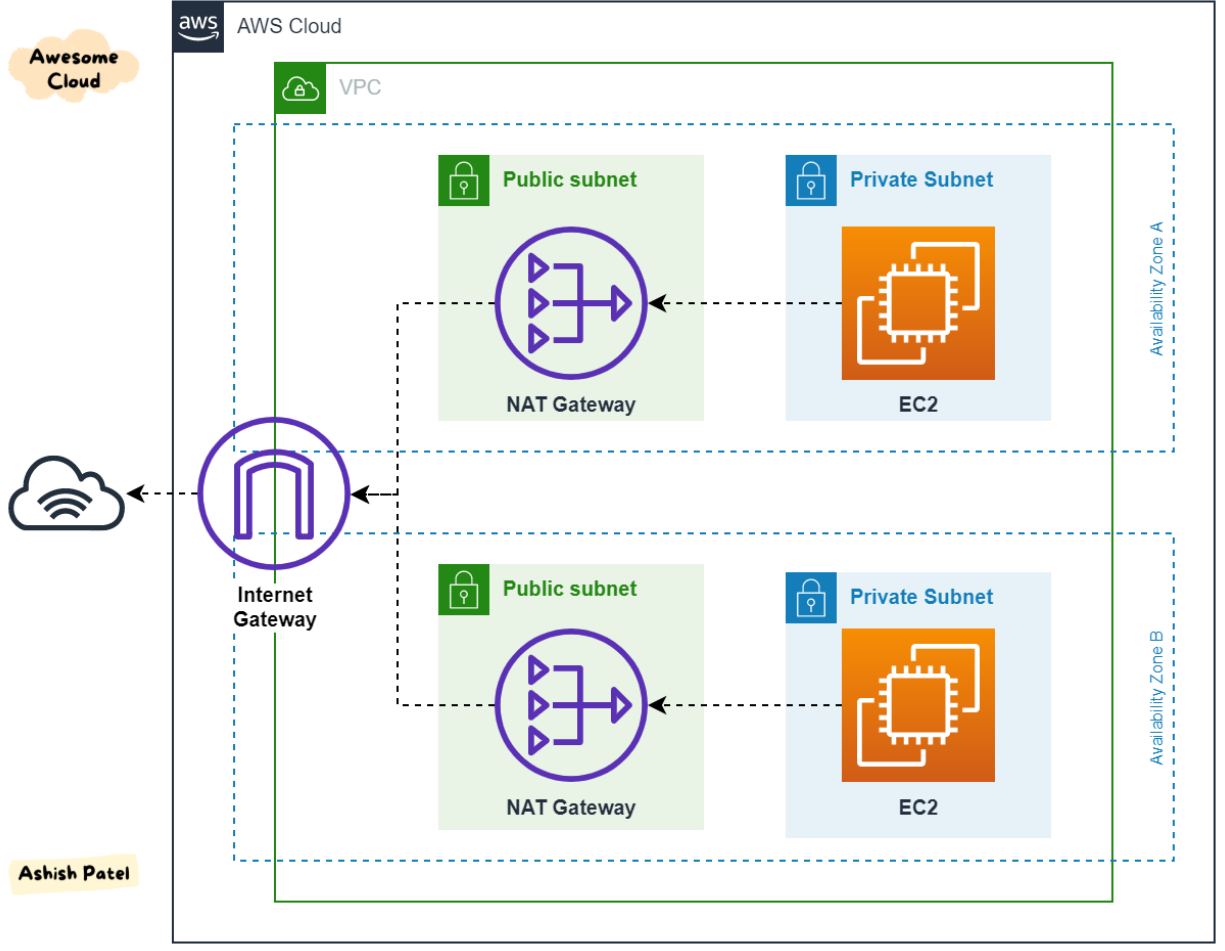 aws
AWS Cloud
Awesome
Cloud
VPC
Public subnet
Private Subnet
Availability Zone A
NAT Gateway
EC2
Internet
Gateway
Public subnet
Private Subnet
Availability Zone B
NAT Gateway
EC2
Ashish Patel